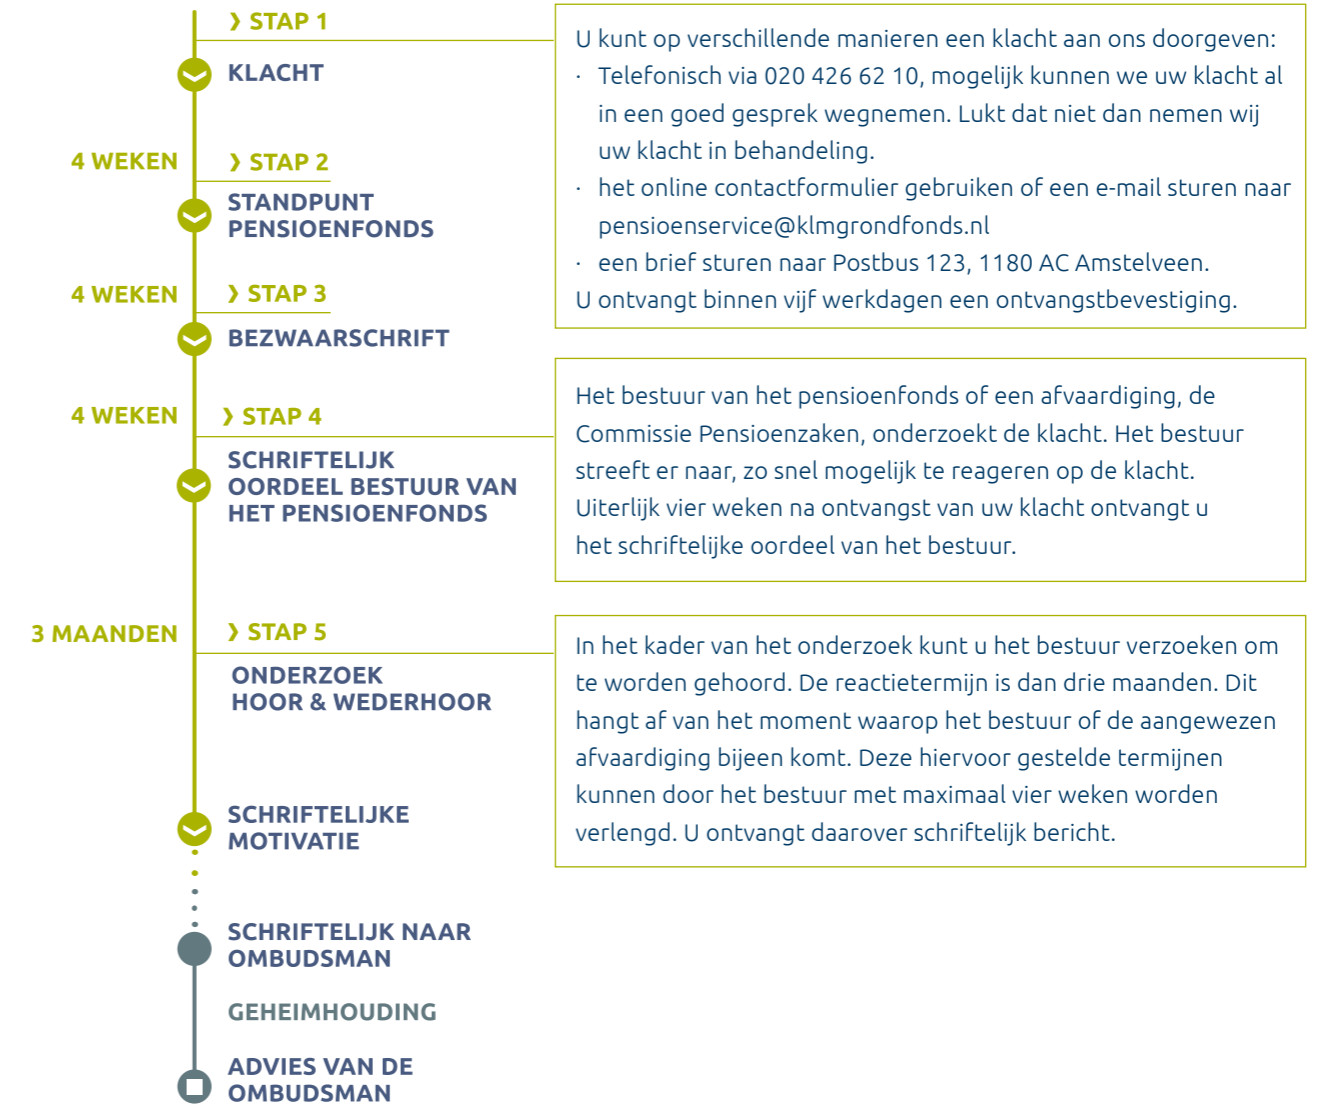 ❯ STAP 1
KLACHT
U kunt op verschillende manieren een klacht aan ons doorgeven:
· Telefonisch via 020 426 62 10, mogelijk kunnen we uw klacht al
in een goed gesprek wegnemen. Lukt dat niet dan nemen wij
uw klacht in behandeling.
· het online contactformulier gebruiken of een e-mail sturen naar
pensioenservice@klmgrondfonds.nl
· een brief sturen naar Postbus 123, 1180 AC Amstelveen.
U ontvangt binnen vijf werkdagen een ontvangstbevestiging.
4 WEKEN
❯ STAP 2
STANDPUNT
PENSIOENFONDS
4 WEKEN
❯ STAP 3
BEZWAARSCHRIFT
4 WEKEN
❯ STAP 4
SCHRIFTELIJK
OORDEEL BESTUUR VAN
HET PENSIOENFONDS
Het bestuur van het pensioenfonds of een afvaardiging, de
Commissie Pensioenzaken, onderzoekt de klacht. Het bestuur
streeft er naar, zo snel mogelijk te reageren op de klacht.
Uiterlijk vier weken na ontvangst van uw klacht ontvangt u
het schriftelijke oordeel van het bestuur.
3 MAANDEN
❯ STAP 5
ONDERZOEK
HOOR & WEDERHOOR
In het kader van het onderzoek kunt u het bestuur verzoeken om
te worden gehoord. De reactietermijn is dan drie maanden. Dit
hangt af van het moment waarop het bestuur of de aangewezen
afvaardiging bijeen komt. Deze hiervoor gestelde termijnen
kunnen door het bestuur met maximaal vier weken worden
verlengd. U ontvangt daarover schriftelijk bericht.
SCHRIFTELIJKE
MOTIVATIE
SCHRIFTELIJK NAAR
OMBUDSMAN
GEHEIMHOUDING
ADVIES VAN DE
OMBUDSMAN